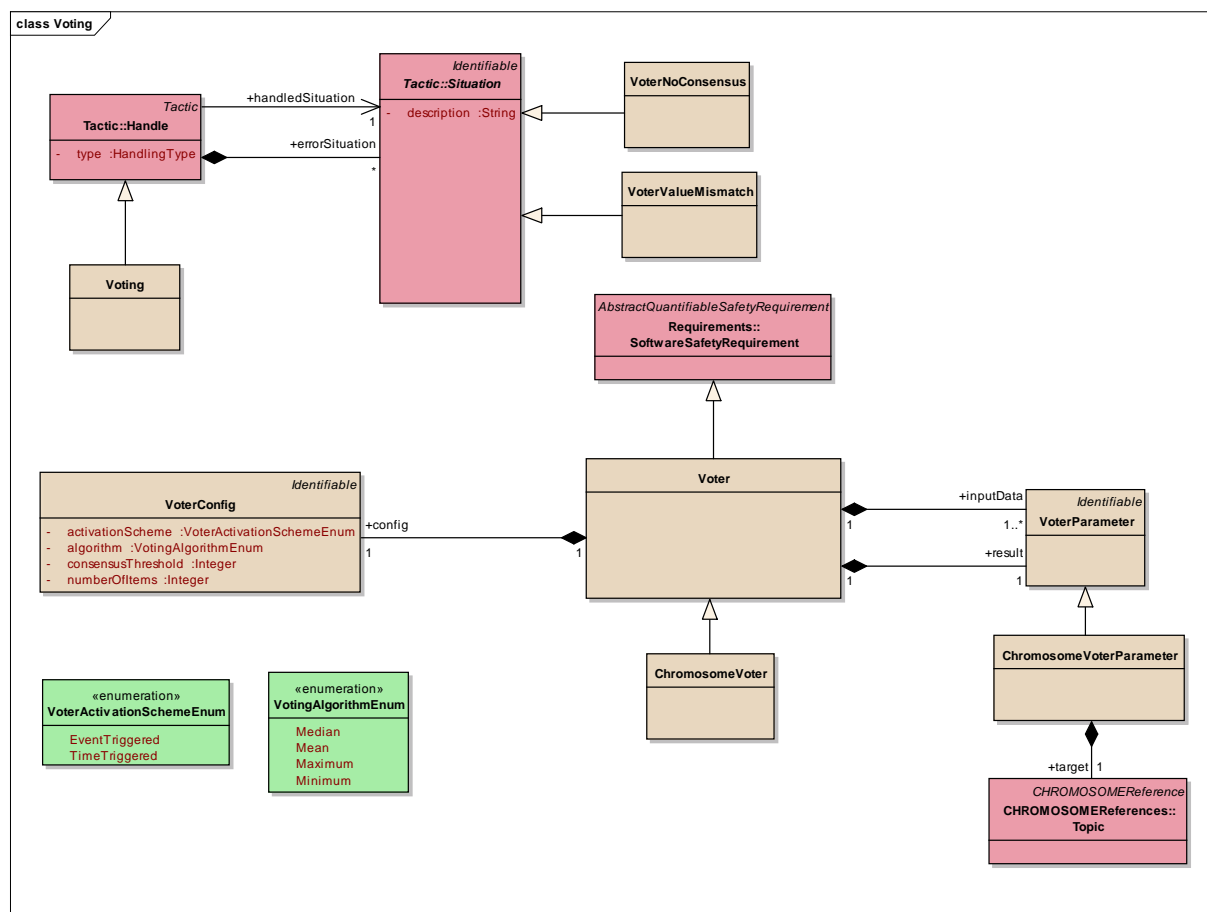 class Voting
Tactic
Tactic::Handle
- type :HandlingType
+handledSituation
1
+errorSituation
*
Identifiable
Tactic::Situation
- description :String
VoterNoConsensus
VoterValueMismatch
Voting
AbstractQuantifiableSafetyRequirement
Requirements::
SoftwareSafetyRequirement
Identifiable
VoterConfig
- activationScheme :VoterActivationSchemeEnum
- algorithm :VotingAlgorithmEnum
- consensusThreshold :Integer
- numberOfItems :Integer
+config
1
1
Voter
+inputData
1
1..*
+result
1
1
Identifiable
VoterParameter
ChromosomeVoter
ChromosomeVoterParameter
+target
1
CHROMOSOMEReference
CHROMOSOMEReferences::
Topic
«enumeration»
VoterActivationSchemeEnum
EventTriggered
TimeTriggered
«enumeration»
VotingAlgorithmEnum
Median
Mean
Maximum
Minimum